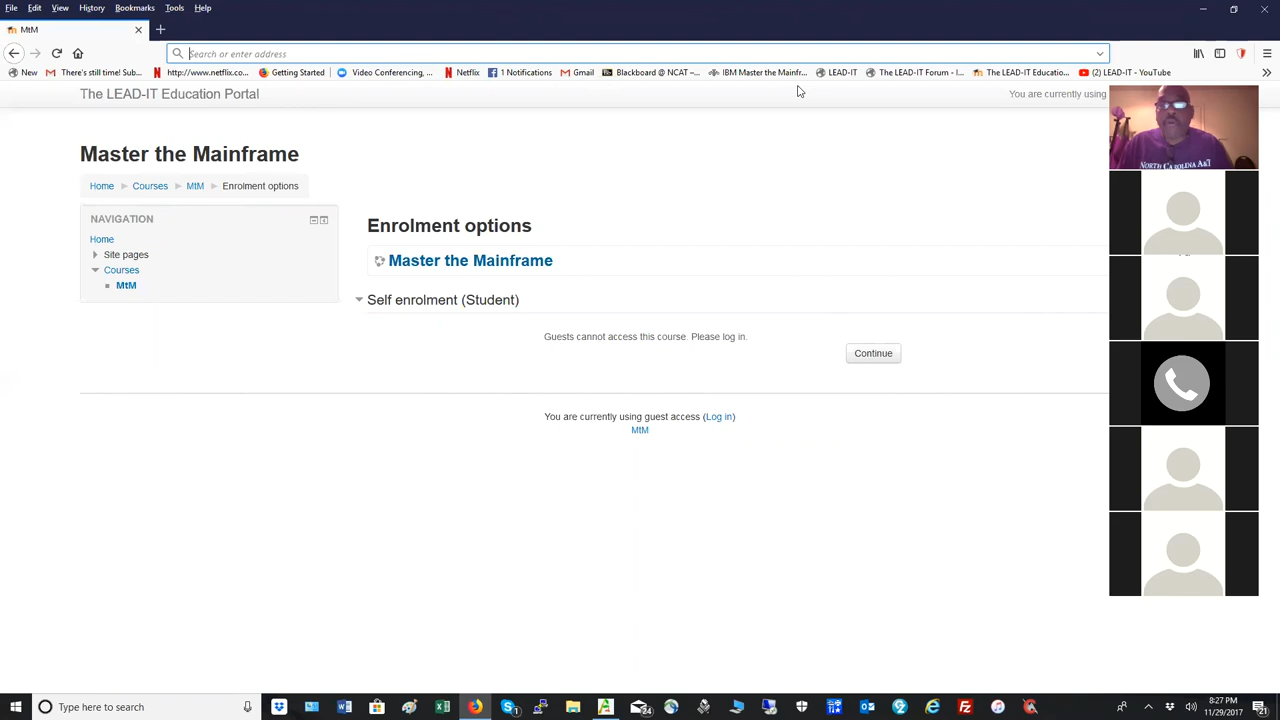 File Edit View History Bookmarks Tools Help
MtM
Search or enter address
New There's still time! Sub... http://www.netflix.co... Getting Started Video Conferencing, ... Netflix 1 Notifications Gmail Blackboard @ NCAT –... IBM Master the Mainfr... LEAD-IT The LEAD-IT Forum - I... The LEAD-IT Educatio... (2) LEAD-IT - YouTube
The LEAD-IT Education Portal
You are currently using
NORTH CAROLINA A&T
Master the Mainframe
Home Courses MtM Enrolment options
NAVIGATION
Home
Site pages
Courses
MtM
Enrolment options
Master the Mainframe
Self enrolment (Student)
Guests cannot access this course. Please log in.
Continue
You are currently using guest access (Log in)
MtM
Type here to search
8:27 PM
11/29/2017